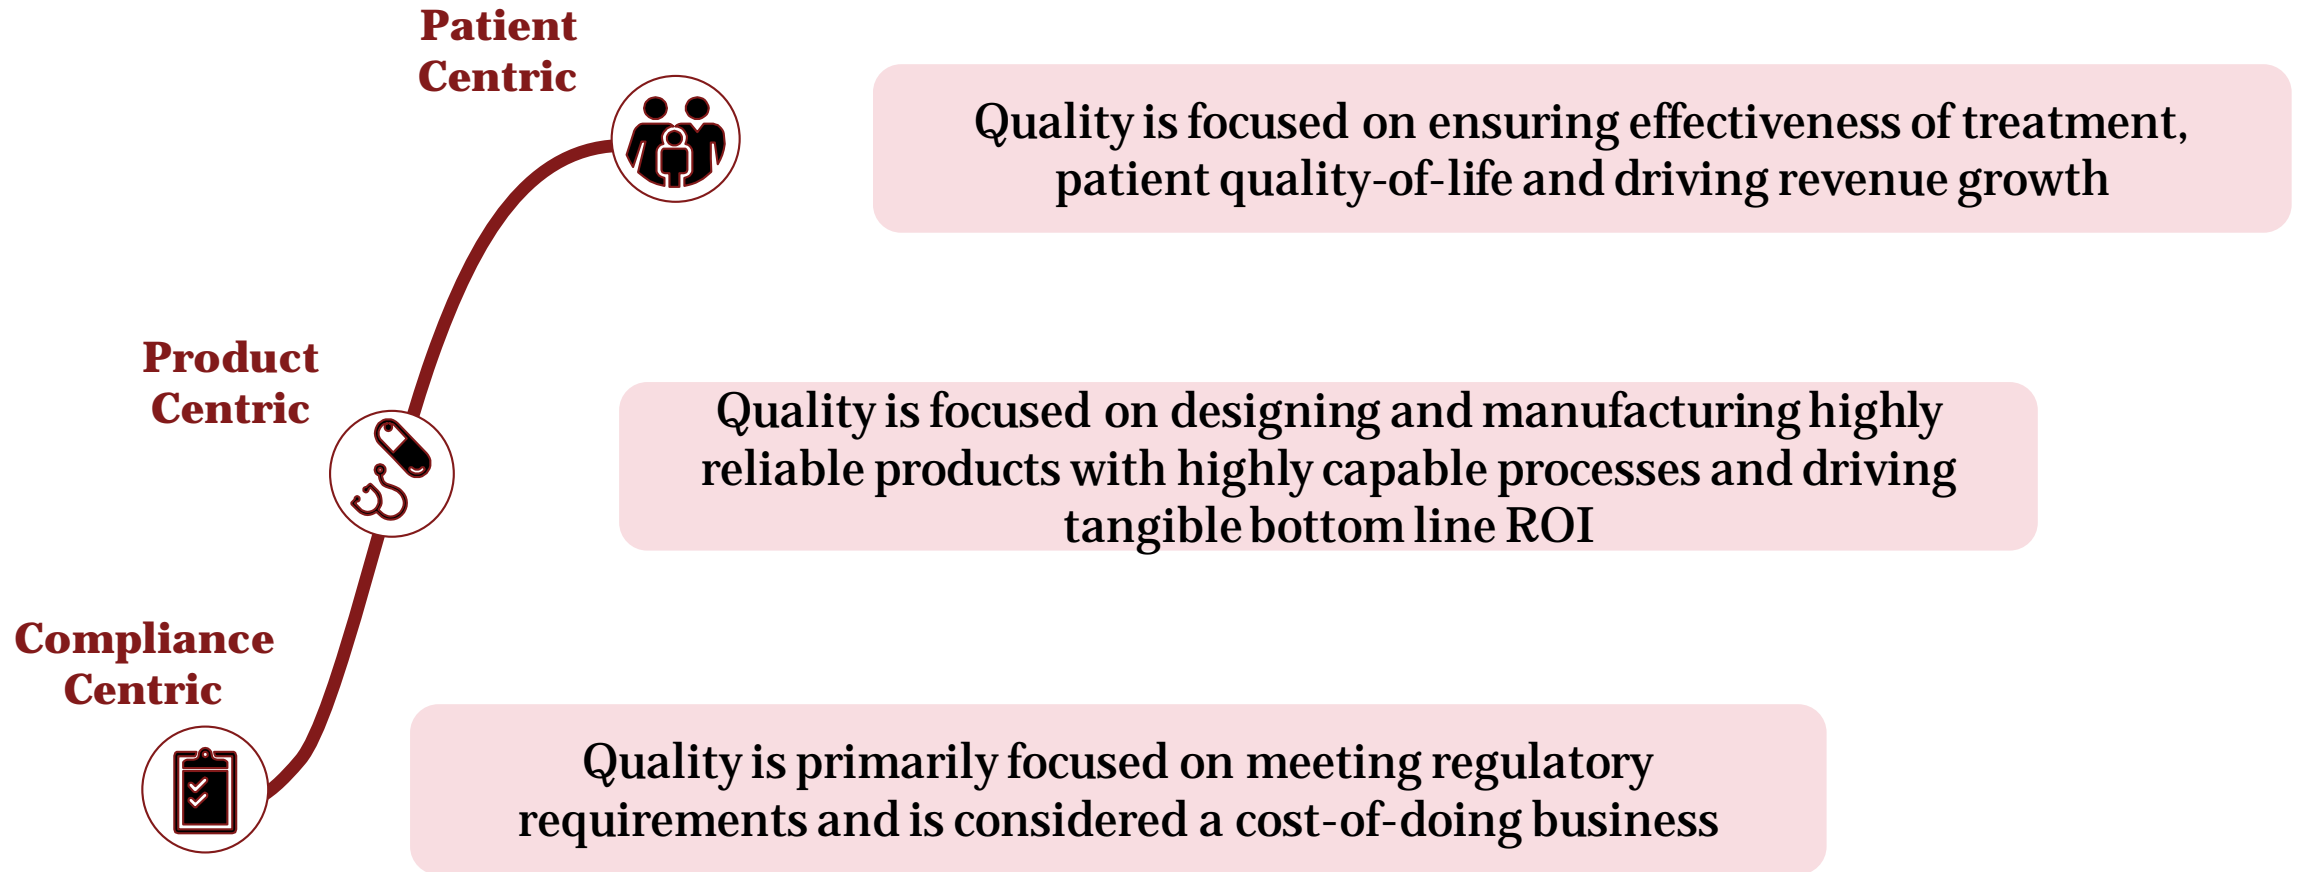 Patient
Centric
Quality is focused on ensuring effectiveness of treatment,
patient quality-of-life and driving revenue growth
Product
Centric
Quality is focused on designing and manufacturing highly
reliable products with highly capable processes and driving
tangible bottom line ROI
Compliance
Centric
Quality is primarily focused on meeting regulatory
requirements and is considered a cost-of-doing business